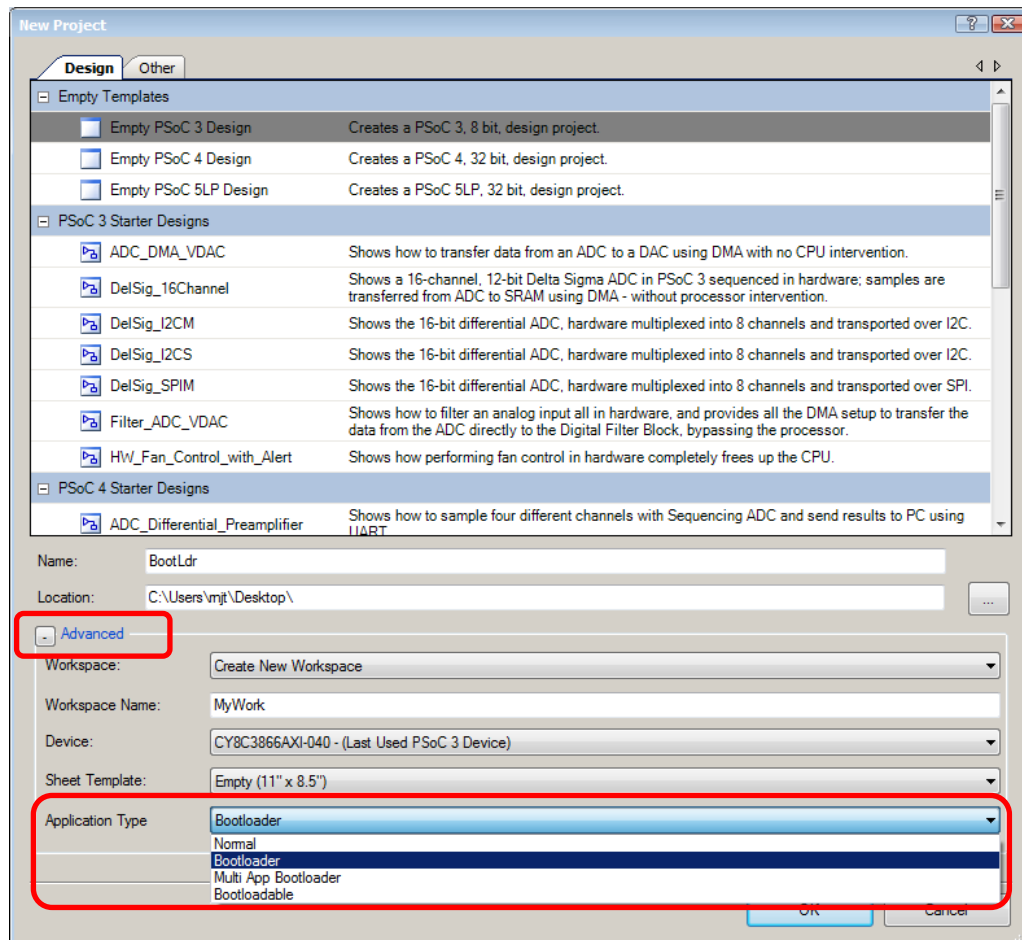 New Project
Design Other
Empty Templates
Empty PSoC 3 Design Creates a PSoC 3, 8 bit, design project.
Empty PSoC 4 Design Creates a PSoC 4, 32 bit, design project.
Empty PSoC 5LP Design Creates a PSoC 5LP, 32 bit, design project.
PSoC 3 Starter Designs
ADC_DMA_VDAC Shows how to transfer data from an ADC to a DAC using DMA with no CPU intervention.
DelSig_16Channel Shows a 16-channel, 12-bit Delta Sigma ADC in PSoC 3 sequenced in hardware; samples are
transferred from ADC to SRAM using DMA - without processor intervention.
DelSig_I2CM Shows the 16-bit differential ADC, hardware multiplexed into 8 channels and transported over I2C.
DelSig_I2CS Shows the 16-bit differential ADC, hardware multiplexed into 8 channels and transported over I2C.
DelSig_SPIM Shows the 16-bit differential ADC, hardware multiplexed into 8 channels and transported over SPI.
Filter_ADC_VDAC Shows how to filter an analog input all in hardware, and provides all the DMA setup to transfer the
data from the ADC directly to the Digital Filter Block, bypassing the processor.
HW_Fan_Control_with_Alert Shows how performing fan control in hardware completely frees up the CPU.
PSoC 4 Starter Designs
ADC_Differential_Preamplifier Shows how to sample four different channels with Sequencing ADC and send results to PC using
UART
Name: BootLdr
Location: C:\Users\mjt\Desktop\ ...
- Advanced
Workspace: Create New Workspace
Workspace Name: MyWork
Device: CY8C3866AXI-040 - (Last Used PSoC 3 Device)
Sheet Template: Empty (11" x 8.5")
Application Type Bootloader
Normal
Bootloader
Multi App Bootloader
Bootloadable
OK Cancel